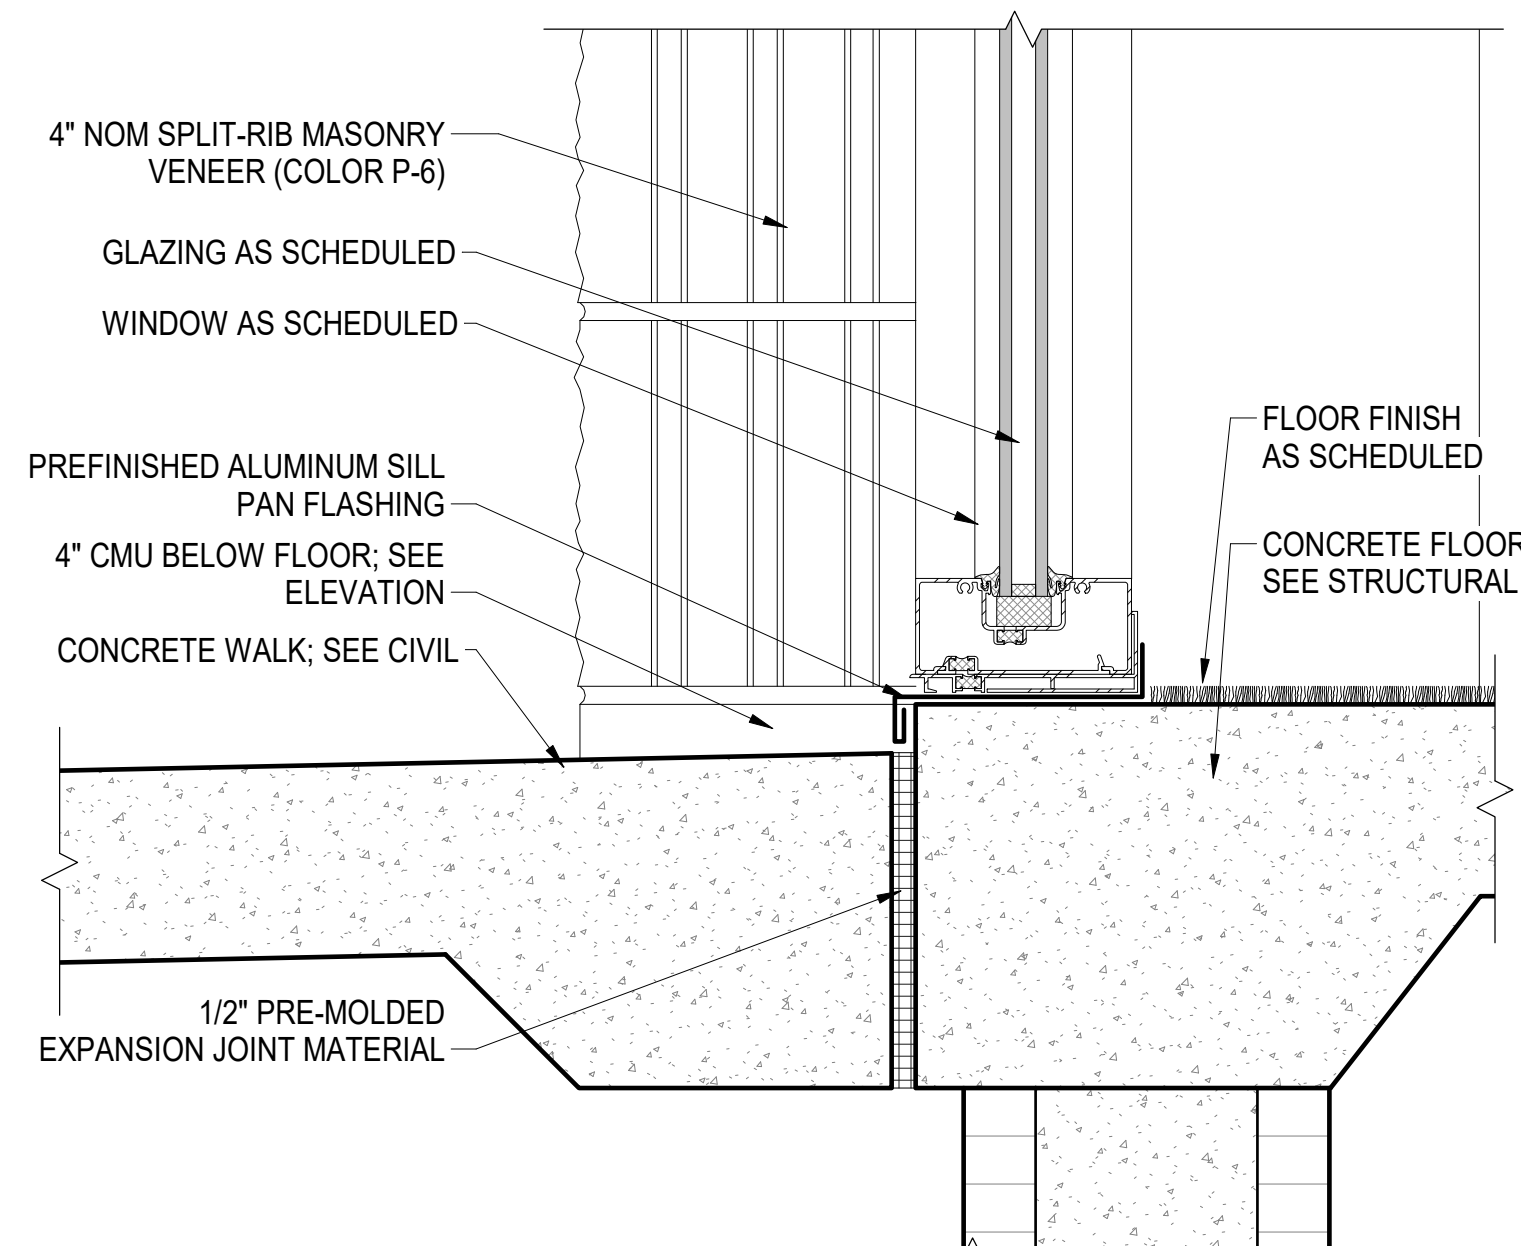 4" NOM SPLIT-RIB MASONRY
VENEER (COLOR P-6)
GLAZING AS SCHEDULED
WINDOW AS SCHEDULED
PREFINISHED ALUMINUM SILL
PAN FLASHING
4" CMU BELOW FLOOR; SEE
ELEVATION
CONCRETE WALK; SEE CIVIL
1/2" PRE-MOLDED
EXPANSION JOINT MATERIAL
FLOOR FINISH
AS SCHEDULED
CONCRETE FLOOR
SEE STRUCTURAL